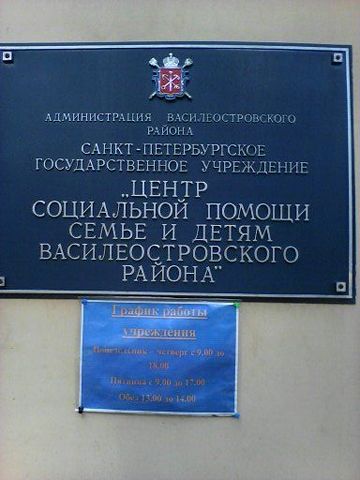 АДМИНИСТРАЦИЯ ВАСИЛЕОСТРОВСКОГО
РАЙОНА
САНКТ-ПЕТЕРБУРГСКОЕ
ГОСУДАРСТВЕННОЕ УЧРЕЖДЕНИЕ
„ЦЕНТР
СОЦИАЛЬНОЙ ПОМОЩИ
СЕМЬЕ И ДЕТЯМ
ВАСИЛЕОСТРОВСКОГО
РАЙОНА"
График работы
учреждения
Понедельник – четверг с 9.00 до
18.00
Пятница с 9.00 до 17.00
Обед 13.00 до 14.00